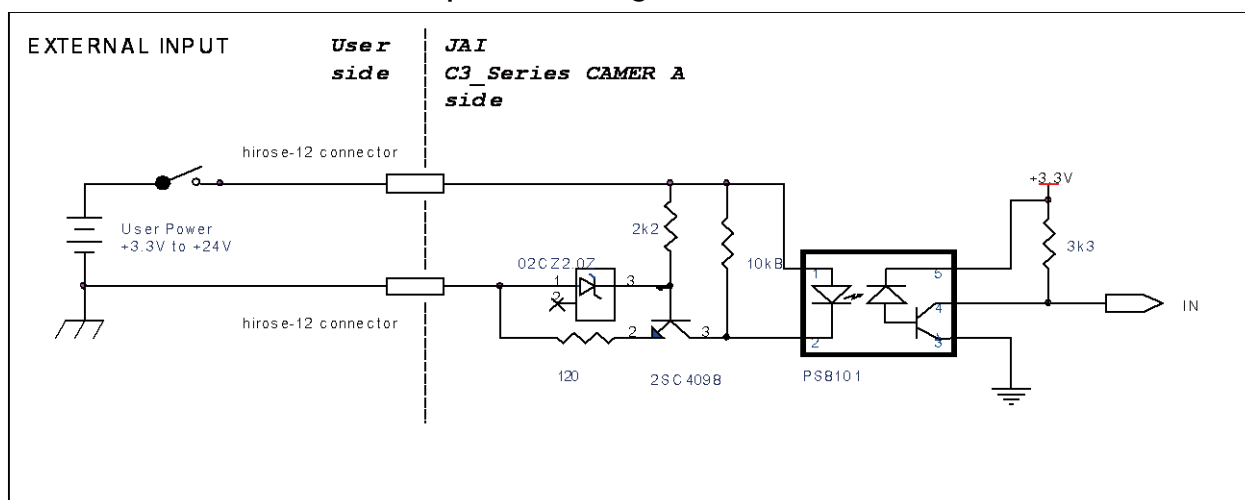 EXTERNAL INPUT
User side
JAI
C3_Series CAMER A
side
hirose-12 connector
User Power
+3.3V to +24V
hirose-12 connector
2k2
10kB
02CZ2.0Z
1
2
3
2
3
120
2SC4098
1
2
5
4
3
PS8101
+3.3V
3k3
IN